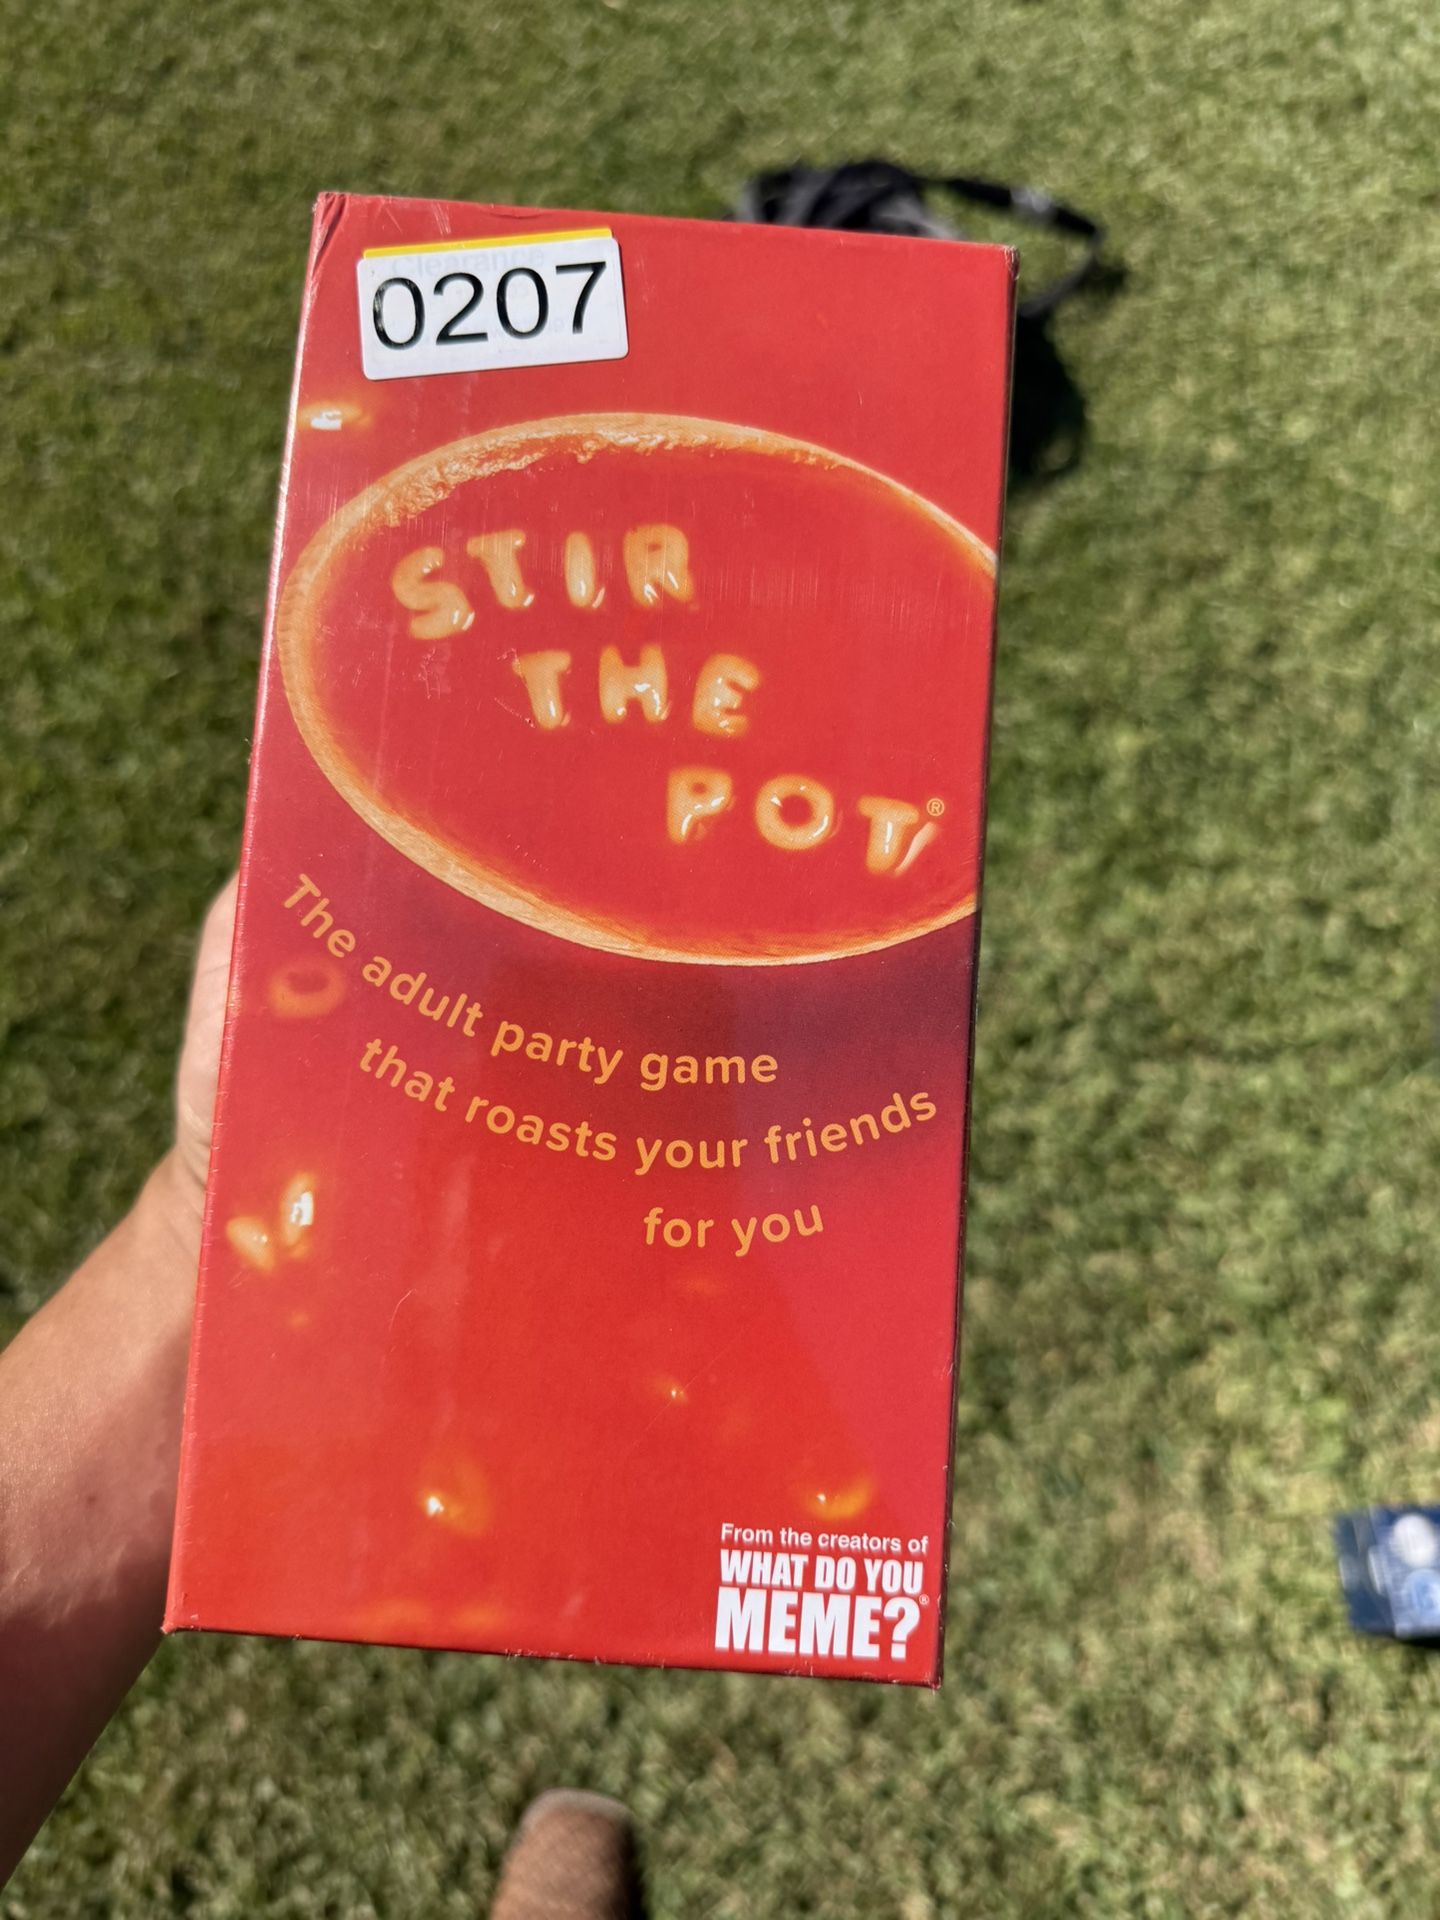 Clearance
0207
STIR
THE
POT®
The adult party game
that roasts your friends
for you
From the creators of
WHAT DO YOU
MEME?®